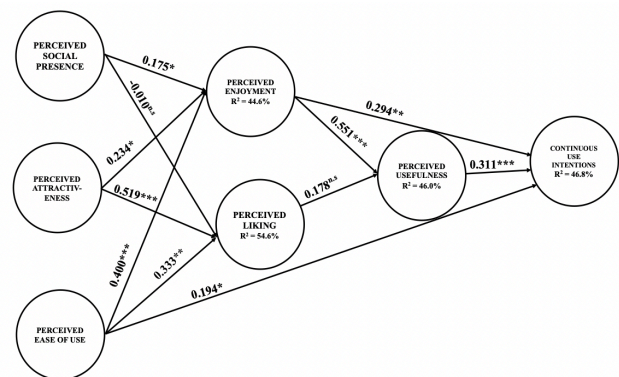 PERCEIVED
SOCIAL
PRESENCE
0.175*
-0.010ⁿ·ˢ
PERCEIVED
ENJOYMENT
R² = 44.6%
0.294**
0.551***
0.234*
PERCEIVED
ATTRACTIV-
ENESS
0.519***
0.178ⁿ·ˢ
PERCEIVED
USEFULNESS
R² = 46.0%
0.311***
CONTINUOUS
USE
INTENTIONS
R² = 46.8%
PERCEIVED
LIKING
R² = 54.6%
0.400***
0.333**
0.194*
PERCEIVED
EASE OF USE